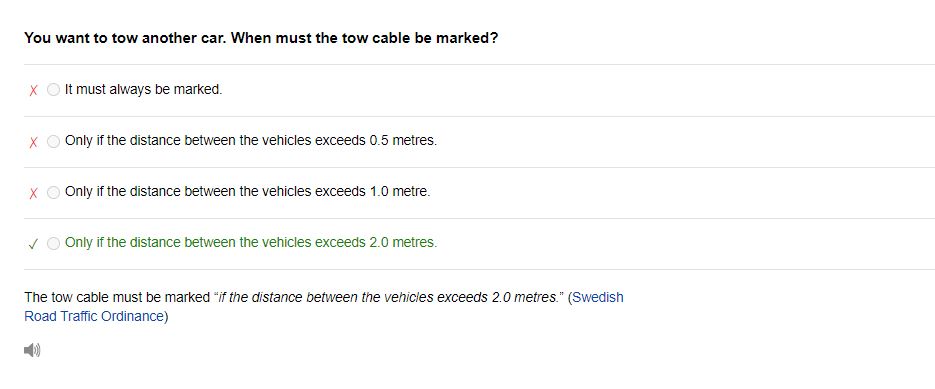 You want to tow another car. When must the tow cable be marked?
✗ It must always be marked.
✗ Only if the distance between the vehicles exceeds 0.5 metres.
✗ Only if the distance between the vehicles exceeds 1.0 metre.
✓ Only if the distance between the vehicles exceeds 2.0 metres.
The tow cable must be marked “if the distance between the vehicles exceeds 2.0 metres.” (Swedish
Road Traffic Ordinance)